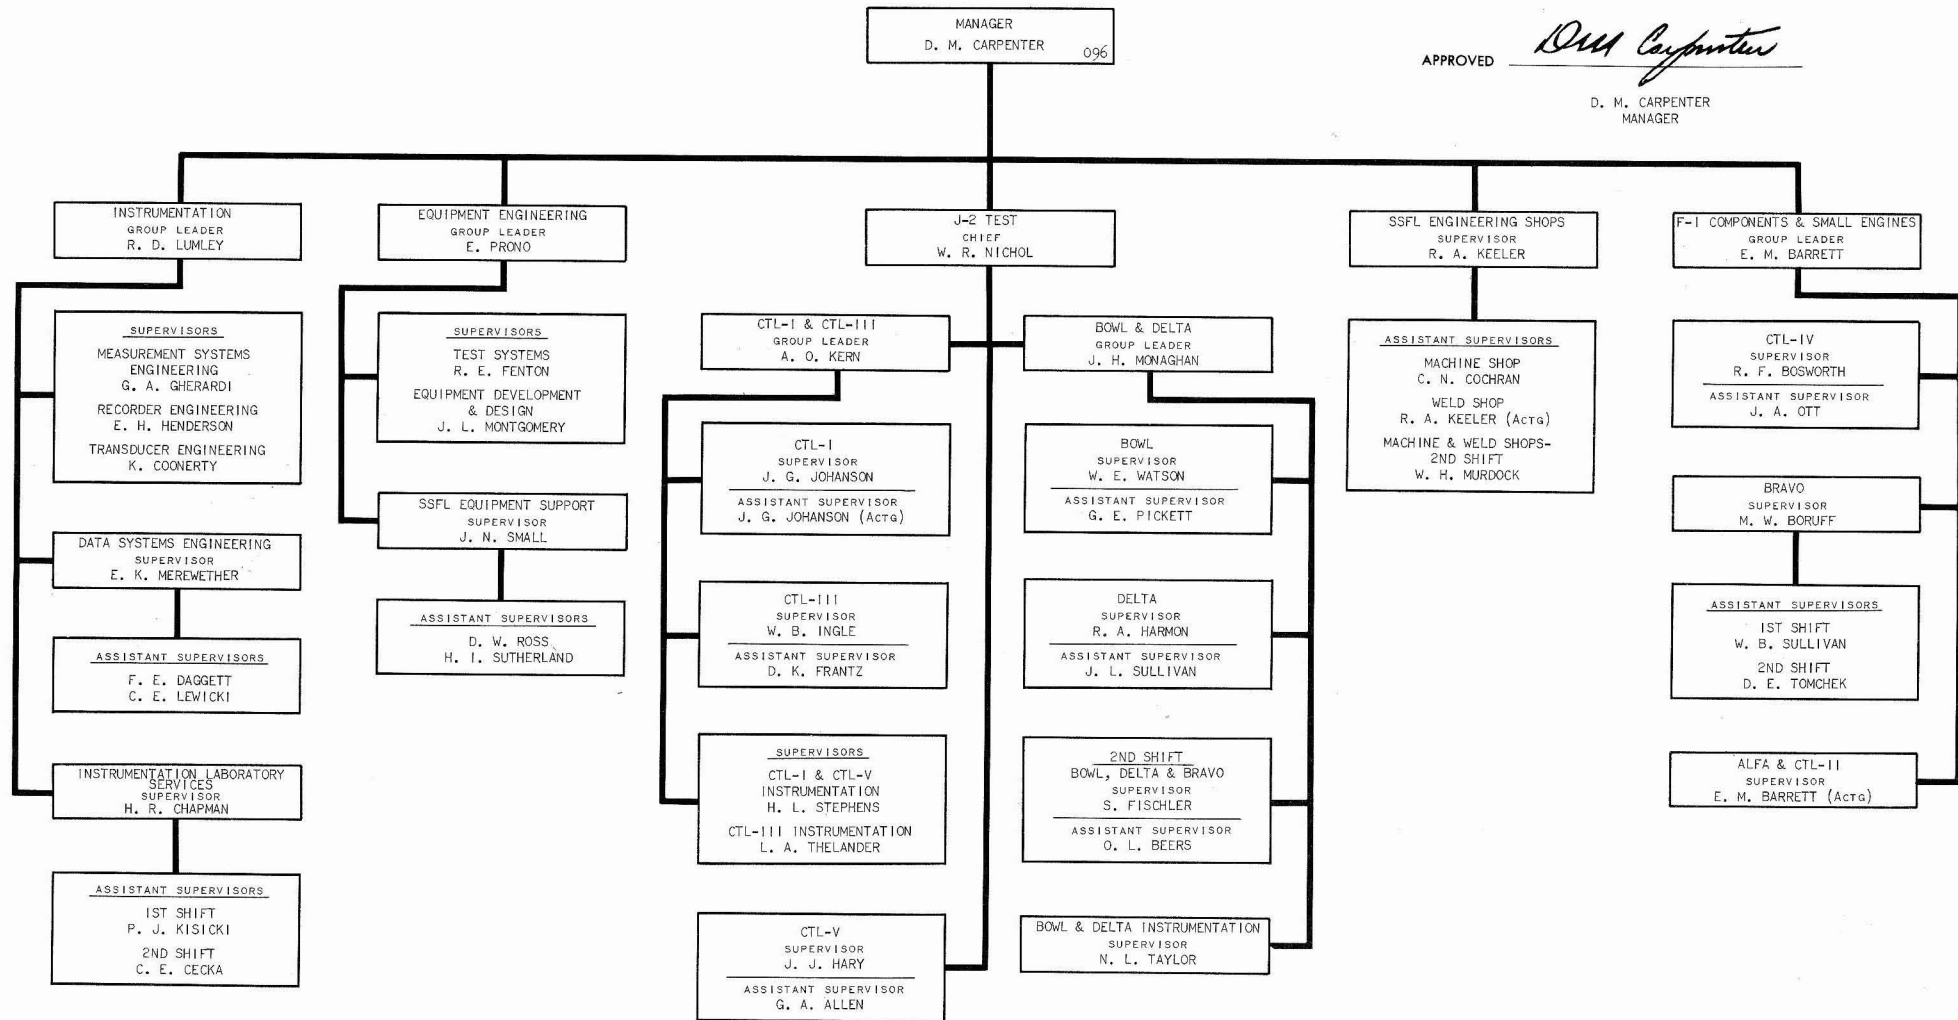 MANAGER
D. M. CARPENTER
096
APPROVED DM Carpenter
D. M. CARPENTER
MANAGER
INSTRUMENTATION
GROUP LEADER
R. D. LUMLEY
SUPERVISORS
MEASUREMENT SYSTEMS
ENGINEERING
G. A. GHERARDI
RECORDER ENGINEERING
E. H. HENDERSON
TRANSDUCER ENGINEERING
K. COONERTY
DATA SYSTEMS ENGINEERING
SUPERVISOR
E. K. MEREWETHER
ASSISTANT SUPERVISORS
F. E. DAGGETT
C. E. LEWICKI
INSTRUMENTATION LABORATORY
SERVICES
SUPERVISOR
H. R. CHAPMAN
ASSISTANT SUPERVISORS
1ST SHIFT
P. J. KISICKI
2ND SHIFT
C. E. CECKA
EQUIPMENT ENGINEERING
GROUP LEADER
E. PRONO
SUPERVISORS
TEST SYSTEMS
R. E. FENTON
EQUIPMENT DEVELOPMENT
& DESIGN
J. L. MONTGOMERY
SSFL EQUIPMENT SUPPORT
SUPERVISOR
J. N. SMALL
ASSISTANT SUPERVISORS
D. W. ROSS
H. I. SUTHERLAND
J-2 TEST
CHIEF
W. R. NICHOL
CTL-I & CTL-III
GROUP LEADER
A. O. KERN
CTL-I
SUPERVISOR
J. G. JOHANSON
ASSISTANT SUPERVISOR
J. G. JOHANSON (ACTG)
CTL-III
SUPERVISOR
W. B. INGLE
ASSISTANT SUPERVISOR
D. K. FRANTZ
SUPERVISORS
CTL-I & CTL-V
INSTRUMENTATION
H. L. STEPHENS
CTL-III INSTRUMENTATION
L. A. THELANDER
CTL-V
SUPERVISOR
J. J. HARY
ASSISTANT SUPERVISOR
G. A. ALLEN
BOWL & DELTA
GROUP LEADER
J. H. MONAGHAN
BOWL
SUPERVISOR
W. E. WATSON
ASSISTANT SUPERVISOR
G. E. PICKETT
DELTA
SUPERVISOR
R. A. HARMON
ASSISTANT SUPERVISOR
J. L. SULLIVAN
2ND SHIFT
BOWL, DELTA & BRAVO
SUPERVISOR
S. FISCHLER
ASSISTANT SUPERVISOR
O. L. BEERS
BOWL & DELTA INSTRUMENTATION
SUPERVISOR
N. L. TAYLOR
SSFL ENGINEERING SHOPS
SUPERVISOR
R. A. KEELER
ASSISTANT SUPERVISORS
MACHINE SHOP
C. N. COCHRAN
WELD SHOP
R. A. KEELER (ACTG)
MACHINE & WELD SHOPS-
2ND SHIFT
W. H. MURDOCK
F-I COMPONENTS & SMALL ENGINES
GROUP LEADER
E. M. BARRETT
CTL-IV
SUPERVISOR
R. F. BOSWORTH
ASSISTANT SUPERVISOR
J. A. OTT
BRAVO
SUPERVISOR
M. W. BORUFF
ASSISTANT SUPERVISORS
1ST SHIFT
W. B. SULLIVAN
2ND SHIFT
D. E. TOMCHEK
ALFA & CTL-II
SUPERVISOR
E. M. BARRETT (ACTG)